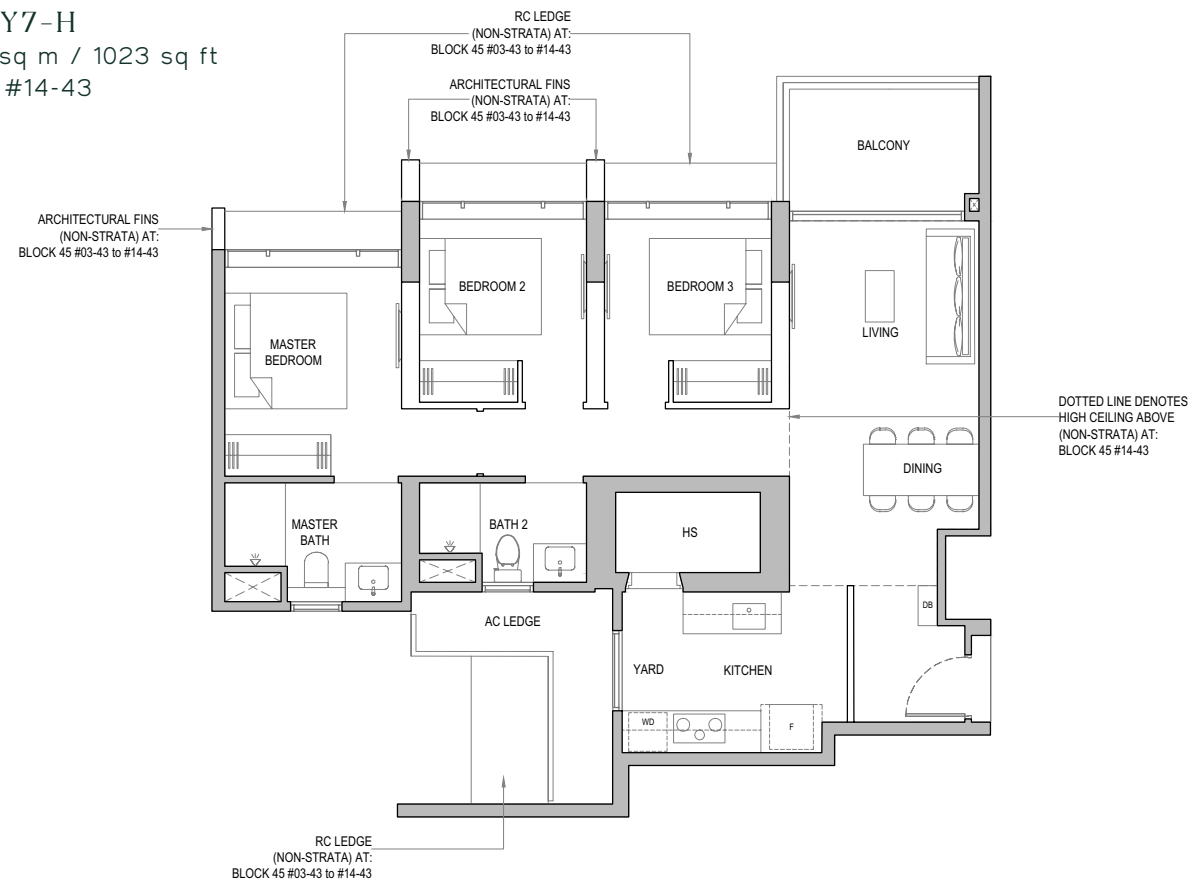 Y7-H
sq m / 1023 sq ft
#14-43
RC LEDGE
(NON-STRATA) AT:
BLOCK 45 #03-43 to #14-43
ARCHITECTURAL FINS
(NON-STRATA) AT:
BLOCK 45 #03-43 to #14-43
BALCONY
ARCHITECTURAL FINS
(NON-STRATA) AT:
BLOCK 45 #03-43 to #14-43
BEDROOM 2
BEDROOM 3
MASTER
BEDROOM
LIVING
DOTTED LINE DENOTES
HIGH CEILING ABOVE
(NON-STRATA) AT:
BLOCK 45 #14-43
DINING
MASTER
BATH
BATH 2
HS
DB
AC LEDGE
YARD
KITCHEN
WD
F
RC LEDGE
(NON-STRATA) AT:
BLOCK 45 #03-43 to #14-43